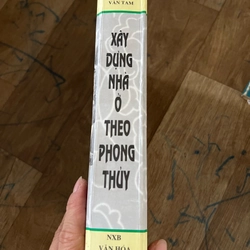 VĂN TAM
XÂY
DỰNG
NHÀ
Ở
THEO
PHONG
THỦY
NXB
VĂN HÓA